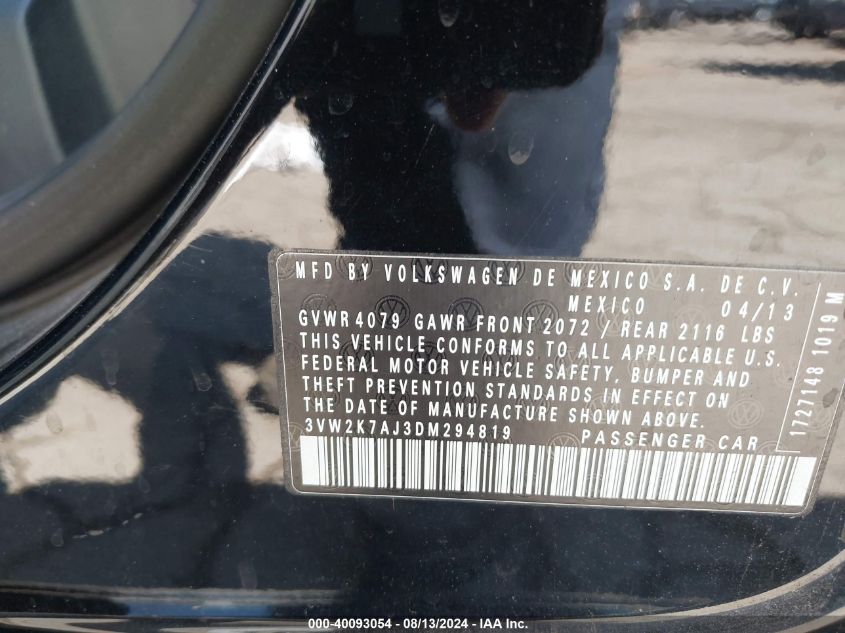 MFD BY VOLKSWAGEN DE MEXICO S.A. DE C.V.
MEXICO 04/13
GVWR 4079 GAWR FRONT 2072 / REAR 2116 LBS
THIS VEHICLE CONFORMS TO ALL APPLICABLE U.S.
FEDERAL MOTOR VEHICLE SAFETY, BUMPER AND
THEFT PREVENTION STANDARDS IN EFFECT ON
THE DATE OF MANUFACTURE SHOWN ABOVE.
3VW2K7AJ3DM294819 PASSENGER CAR
1727148 1019 M
000-40093054 - 08/13/2024 - IAA Inc.